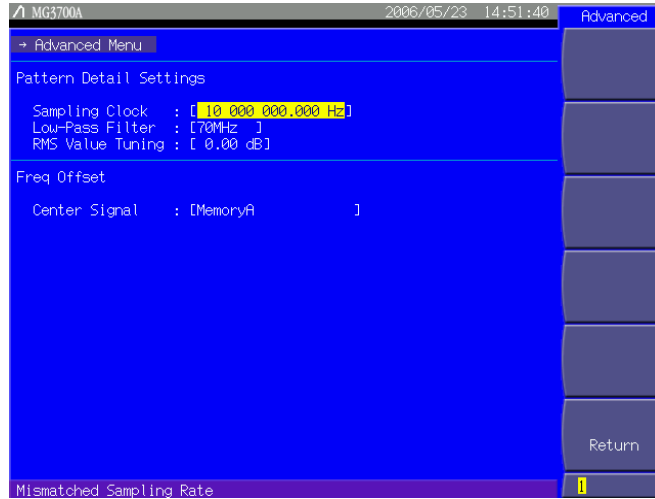 MG3700A 2006/05/23 14:51:40 Advanced
→ Advanced Menu
Pattern Detail Settings
Sampling Clock : [ 10 000 000.000 Hz]
Low-Pass Filter : [70MHz ]
RMS Value Tuning : [ 0.00 dB]
Freq Offset
Center Signal : [MemoryA ]
Return
Mismatched Sampling Rate 1